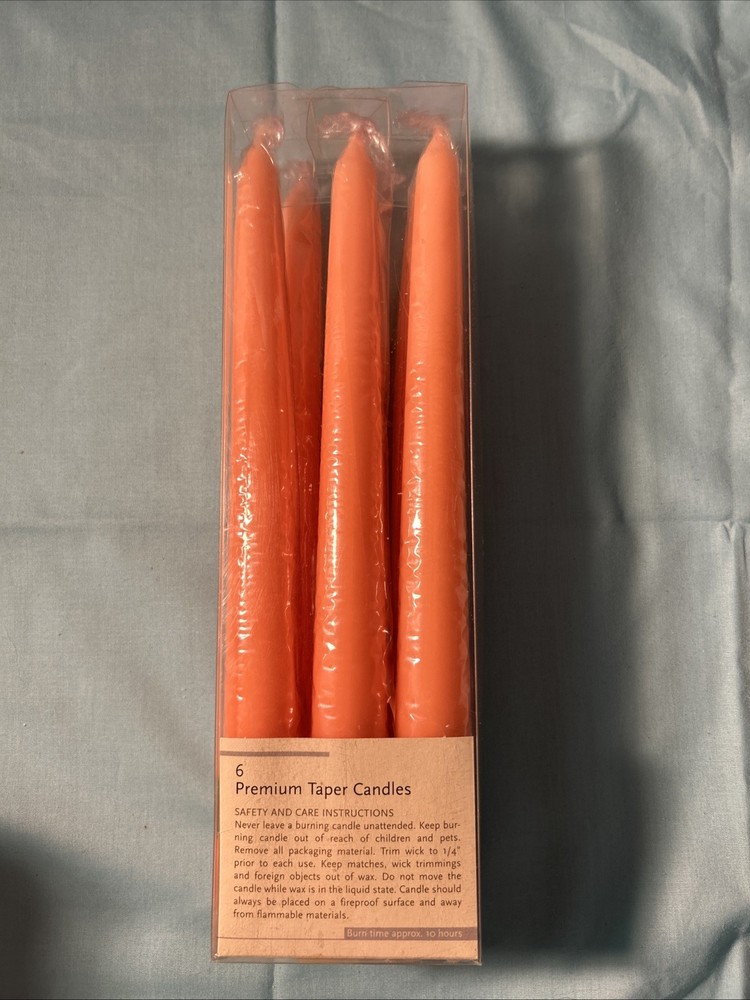 6
Premium Taper Candles
SAFETY AND CARE INSTRUCTIONS
Never leave a burning candle unattended. Keep bur-
ning candle out of reach of children and pets.
Remove all packaging material. Trim wick to 1/4"
prior to each use. Keep matches, wick trimmings
and foreign objects out of wax. Do not move the
candle while wax is in the liquid state. Candle should
always be placed on a fireproof surface and away
from flammable materials.
Burn time approx. 10 hours